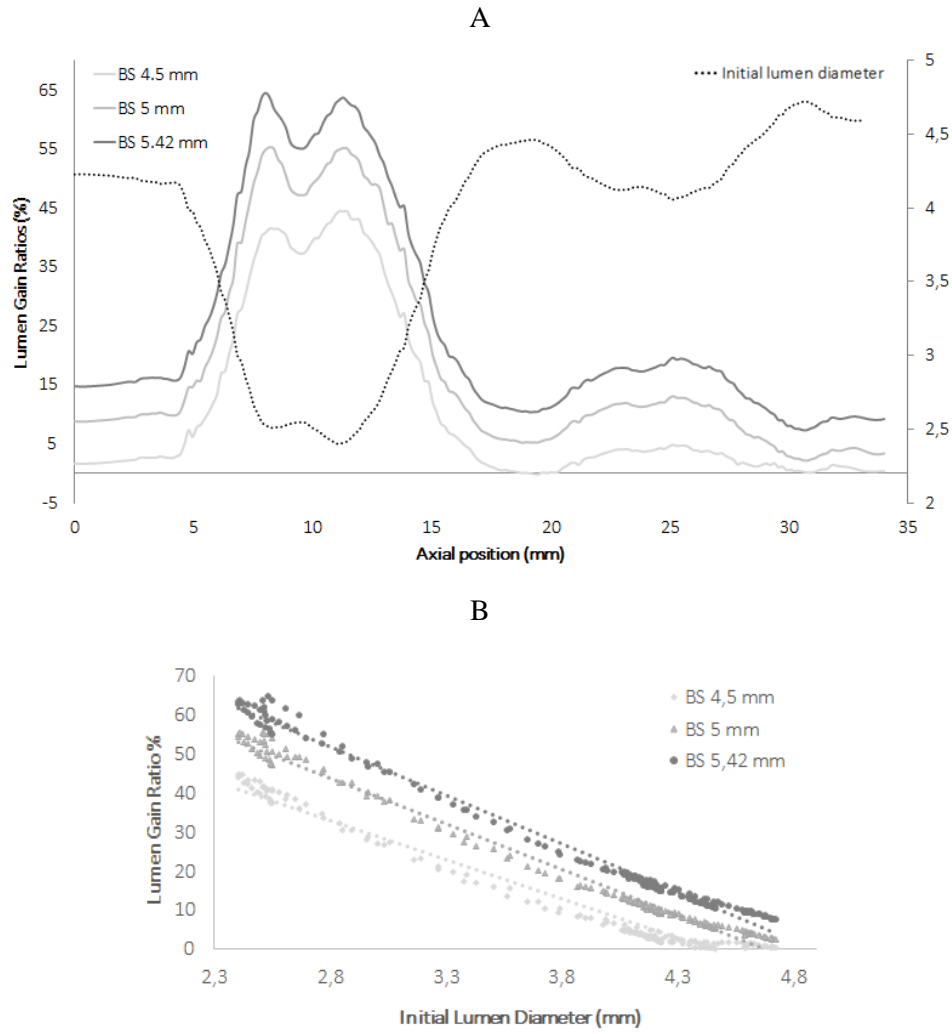 A
BS 4.5 mm
BS 5 mm
BS 5.42 mm
Initial lumen diameter
Lumen Gain Ratios (%)
65
55
45
35
25
15
5
-5
5
4,5
4
3,5
3
2,5
2
0 5 10 15 20 25 30 35
Axial position (mm)
B
Lumen Gain Ratio %
70
60
50
40
30
20
10
0
BS 4,5 mm
BS 5 mm
BS 5,42 mm
2,3 2,8 3,3 3,8 4,3 4,8
Initial Lumen Diameter (mm)